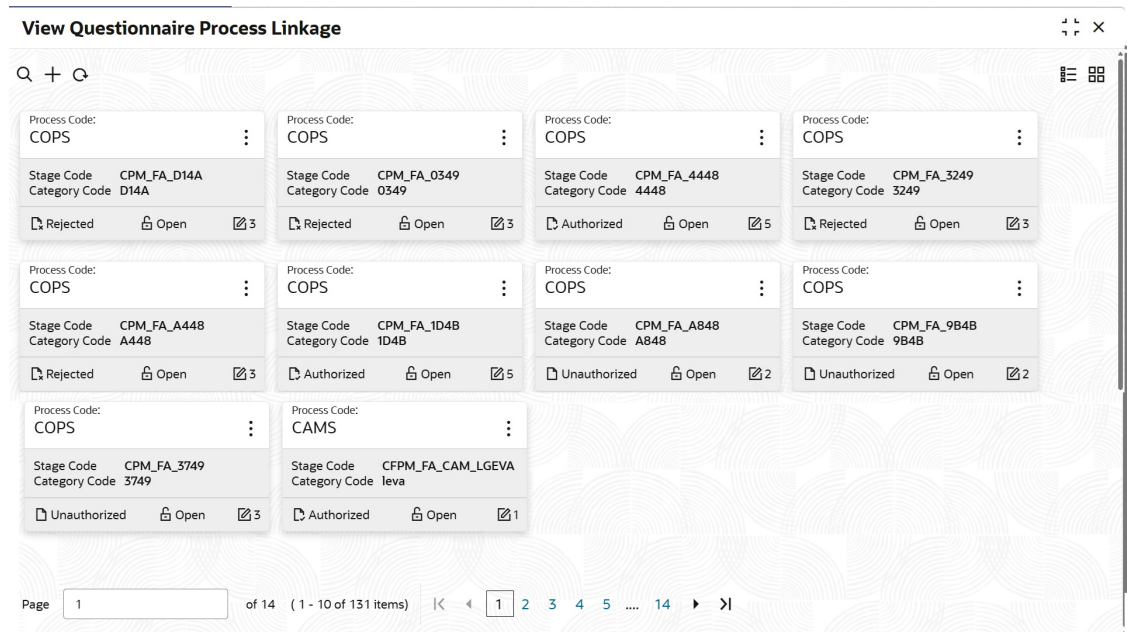 View Questionnaire Process Linkage
Process Code: Process Code: Process Code: Process Code:
COPS COPS COPS COPS
Stage Code CPM_FA_D14A Stage Code CPM_FA_0349 Stage Code CPM_FA_4448 Stage Code CPM_FA_3249
Category Code D14A Category Code 0349 Category Code 4448 Category Code 3249
Rejected Open 3 Rejected Open 3 Authorized Open 5 Rejected Open 3
Process Code: Process Code: Process Code: Process Code:
COPS COPS COPS COPS
Stage Code CPM_FA_A448 Stage Code CPM_FA_1D4B Stage Code CPM_FA_A848 Stage Code CPM_FA_9B4B
Category Code A448 Category Code 1D4B Category Code A848 Category Code 9B4B
Rejected Open 3 Authorized Open 5 Unauthorized Open 2 Unauthorized Open 2
Process Code: Process Code:
COPS CAMS
Stage Code CPM_FA_3749 Stage Code CFPM_FA_CAM_LGEVA
Category Code 3749 Category Code leva
Unauthorized Open 3 Authorized Open 1
Page 1 of 14 ( 1 - 10 of 131 items) 1 2 3 4 5 .... 14